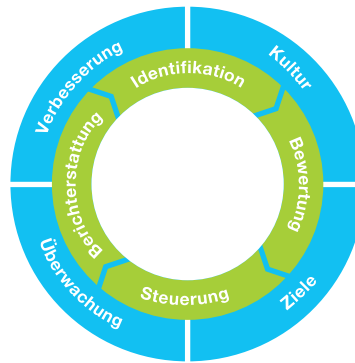 Verbesserung
Kultur
Identifikation
Bewertung
Berichterstattung
Steuerung
Überwachung
Ziele